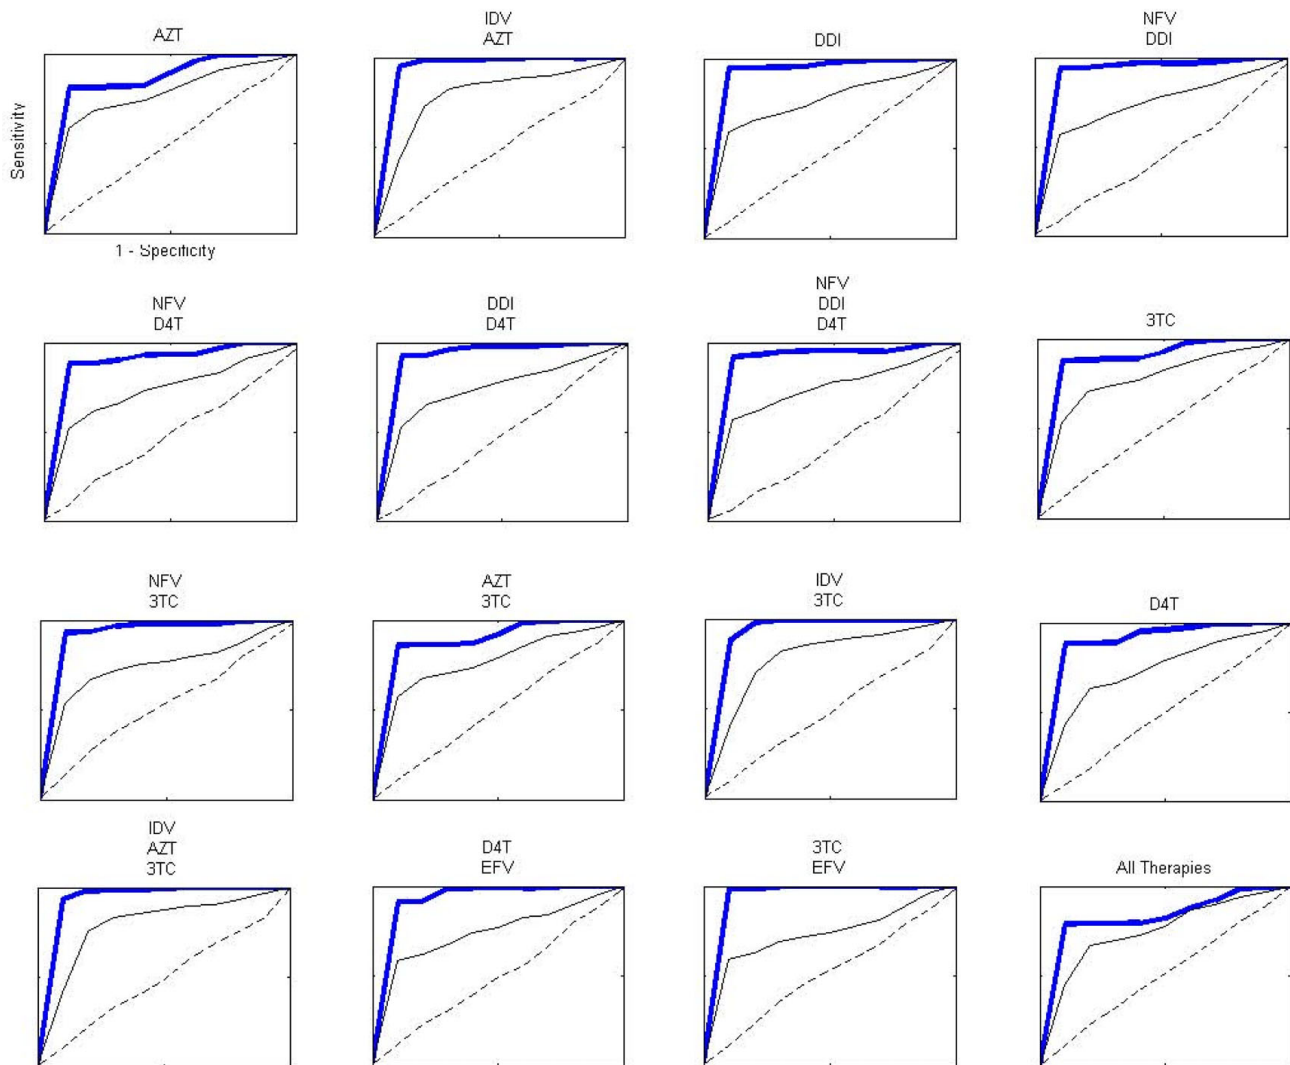 AZT
IDV
AZT
DDI
NFV
DDI
Sensitivity
1 - Specificity
NFV
D4T
DDI
D4T
NFV
DDI
D4T
3TC
NFV
3TC
AZT
3TC
IDV
3TC
D4T
IDV
AZT
3TC
D4T
EFV
3TC
EFV
All Therapies